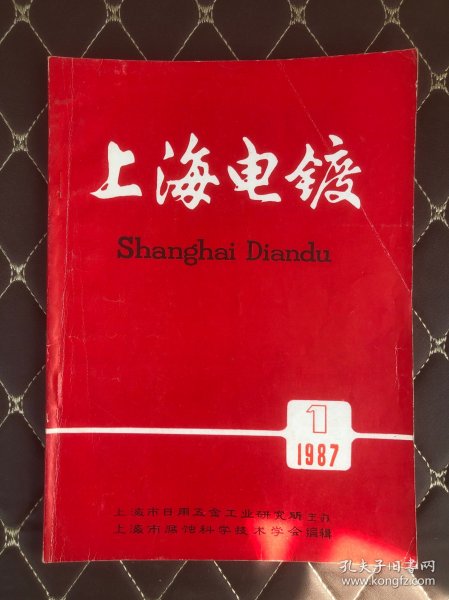 上海电镀
Shanghai Diandu
1
1987
上海市日用五金工业研究所主办
上海市腐蚀科学技术学会编辑
孔夫子旧书网
www.kongfz.com